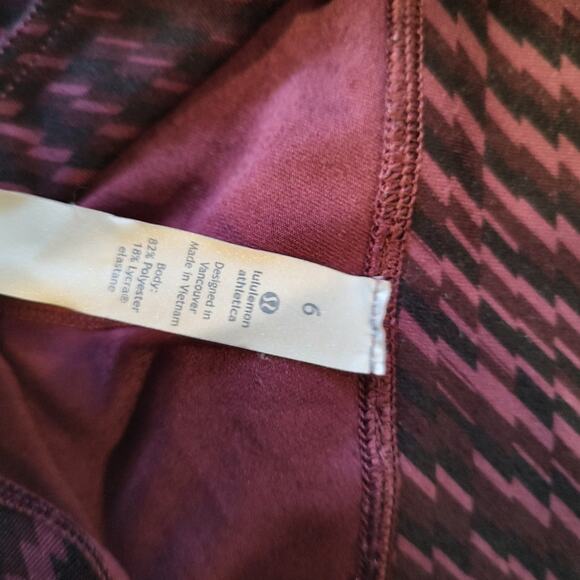 6
lululemon
athletica
Designed in
Vancouver
Made in Vietnam
Body:
82% Polyester
18% Lycra®
elastane